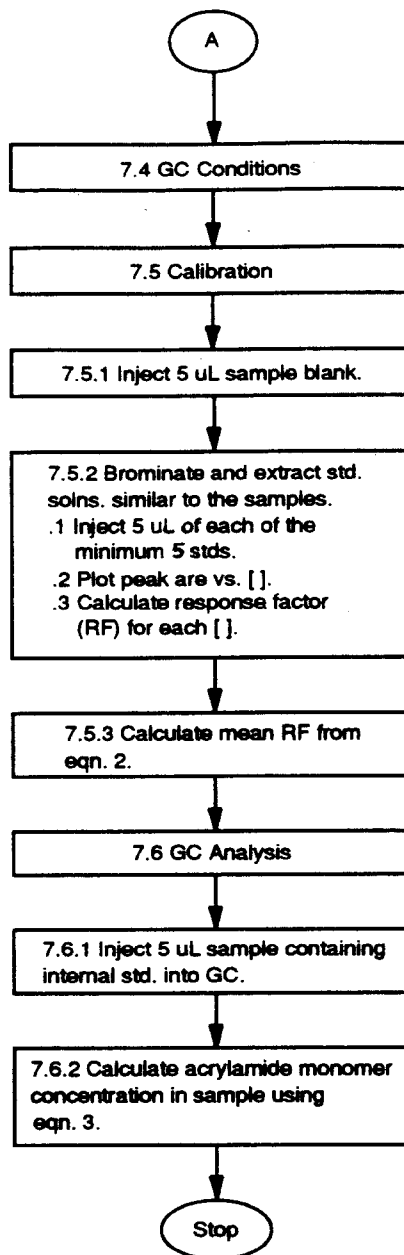 A
7.4 GC Conditions
7.5 Calibration
7.5.1 Inject 5 uL sample blank.
7.5.2 Brominate and extract std.
solns. similar to the samples.
.1 Inject 5 uL of each of the
minimum 5 stds.
.2 Plot peak are vs. [ ].
.3 Calculate response factor
(RF) for each [ ].
7.5.3 Calculate mean RF from
eqn. 2.
7.6 GC Analysis
7.6.1 Inject 5 uL sample containing
internal std. into GC.
7.6.2 Calculate acrylamide monomer
concentration in sample using
eqn. 3.
Stop